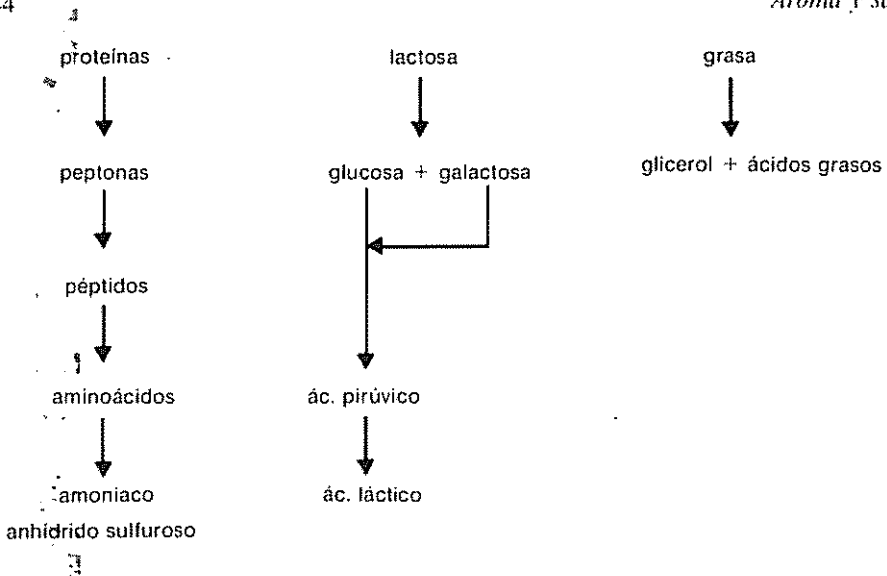 Aroma y
proteínas lactosa grasa
peptonas glucosa + galactosa glicerol + ácidos grasos
péptidos
aminoácidos ác. pirúvico
amoniaco ác. láctico
anhídrido sulfuroso